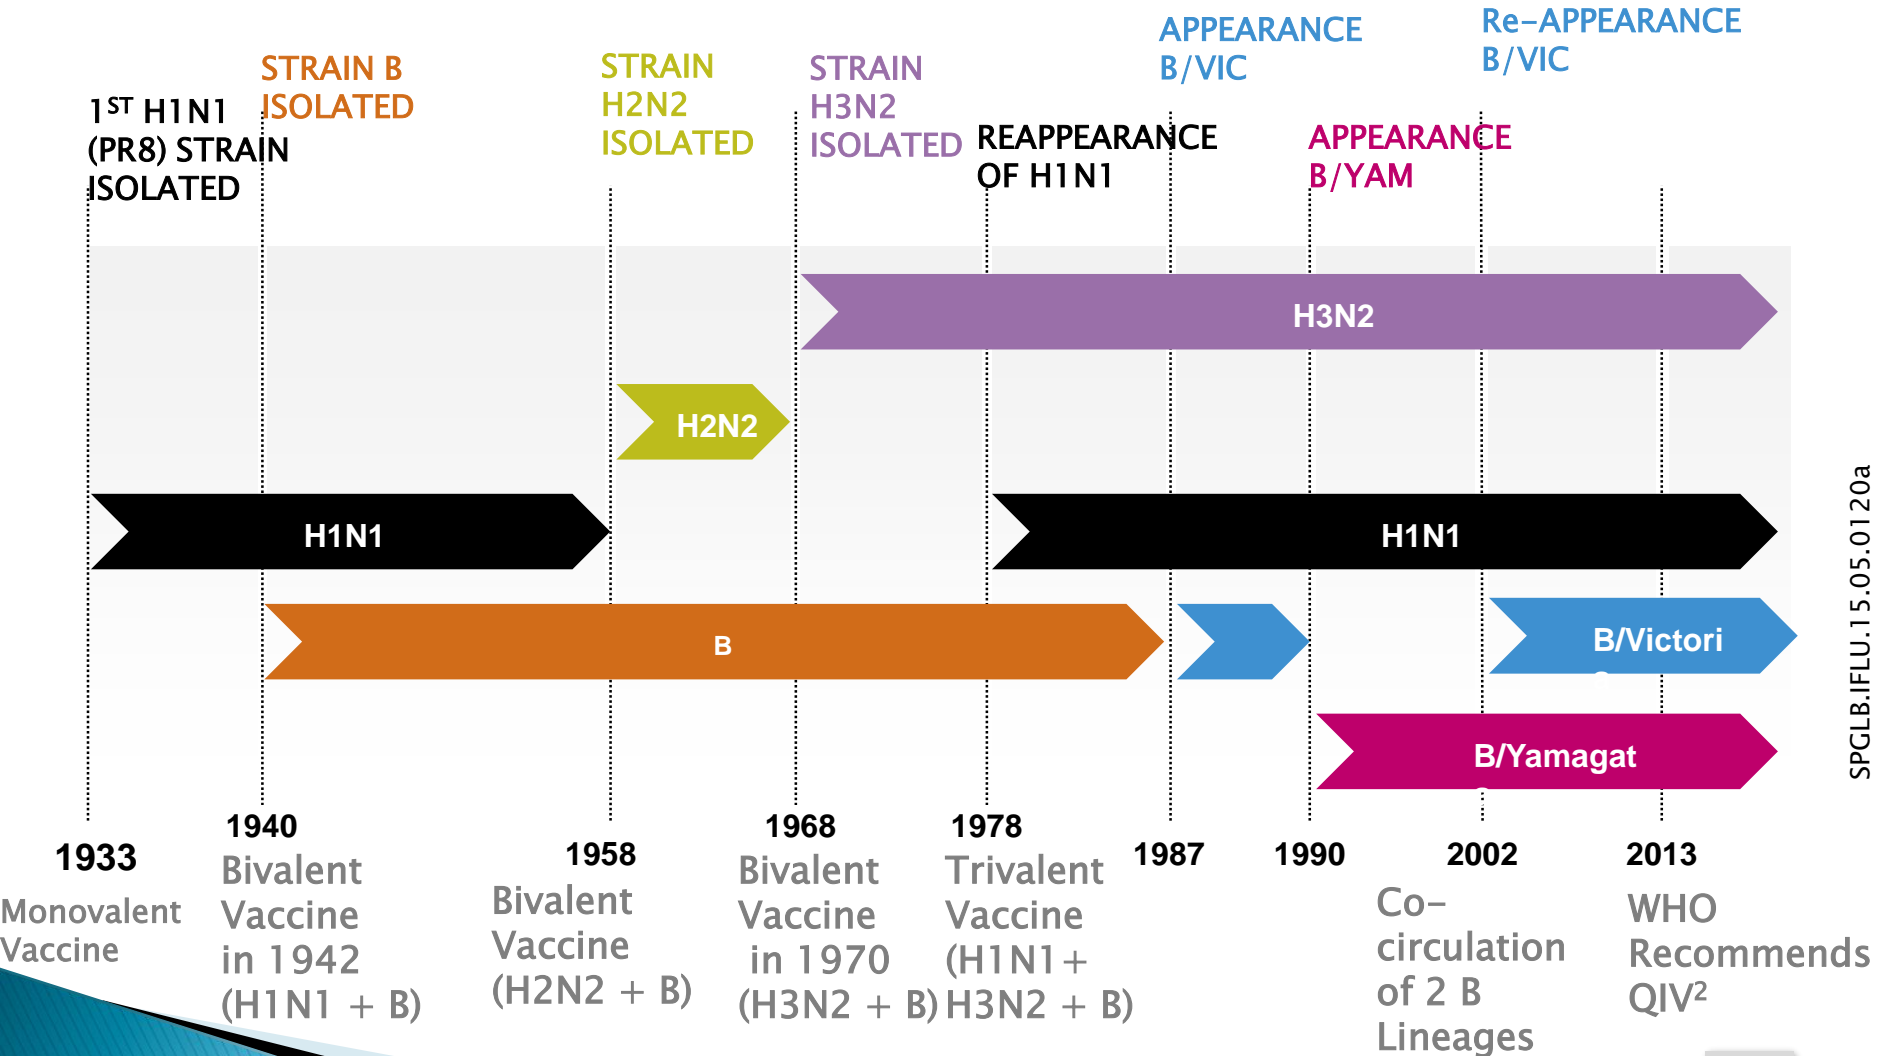 1ST H1N1
(PR8) STRAIN
ISOLATED
STRAIN B
ISOLATED
STRAIN
H2N2
ISOLATED
STRAIN
H3N2
ISOLATED
REAPPEARANCE
OF H1N1
APPEARANCE
B/VIC
APPEARANCE
B/YAM
Re-APPEARANCE
B/VIC
H3N2
H2N2
H1N1
H1N1
B
B/Victori
B/Yamagat
1933
Monovalent
Vaccine
1940
Bivalent
Vaccine
in 1942
(H1N1 + B)
1958
Bivalent
Vaccine
(H2N2 + B)
1968
Bivalent
Vaccine
in 1970
(H3N2 + B)
1978
Trivalent
Vaccine
(H1N1+
H3N2 + B)
1987
1990
2002
Co-
circulation
of 2 B
Lineages
2013
WHO
Recommends
QIV2
SPGLB.IFLU.15.05.0120a